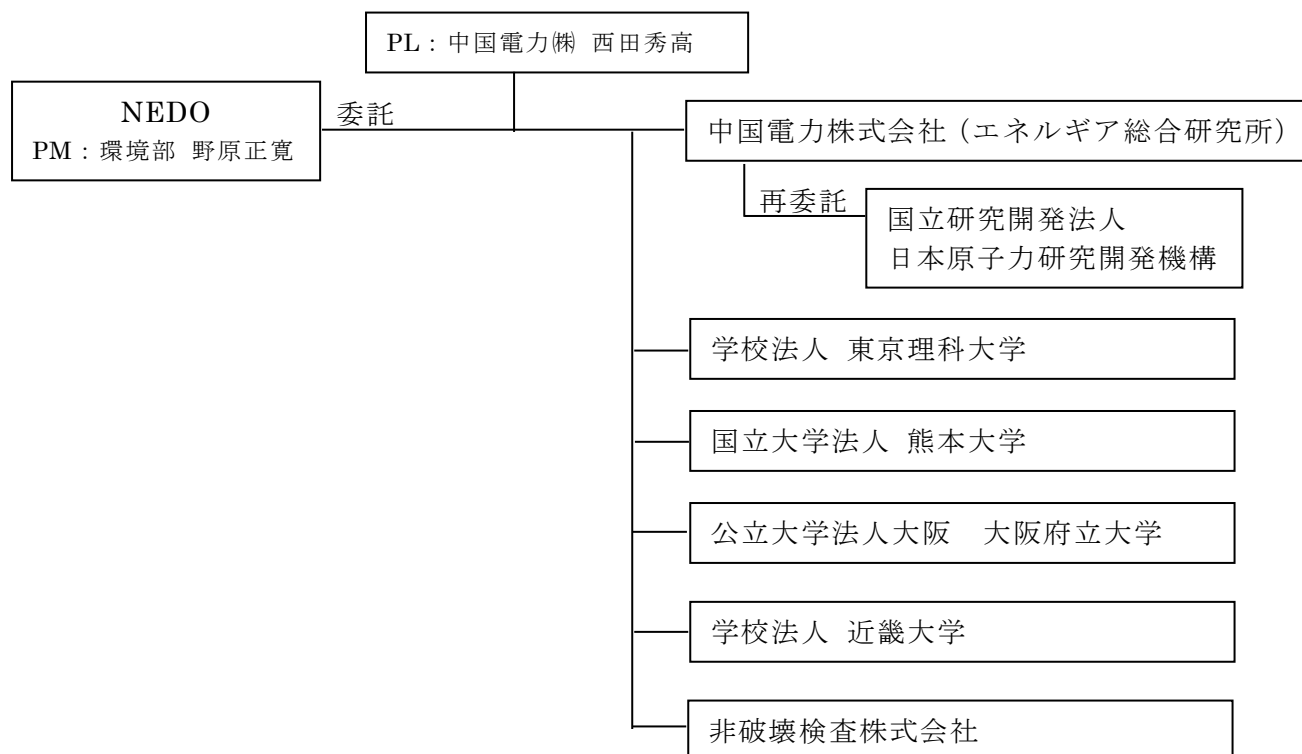 PL：中国電力㈱ 西田秀高
NEDO
PM：環境部 野原正寛
委託
中国電力株式会社（エネルギア総合研究所）
再委託
国立研究開発法人
日本原子力研究開発機構
学校法人 東京理科大学
国立大学法人 熊本大学
公立大学法人大阪　大阪府立大学
学校法人 近畿大学
非破壊検査株式会社